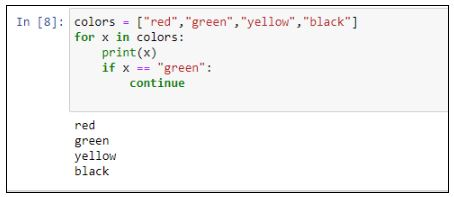 In [8]: colors = ["red","green","yellow","black"]
for x in colors:
    print(x)
    if x == "green":
        continue
red
green
yellow
black